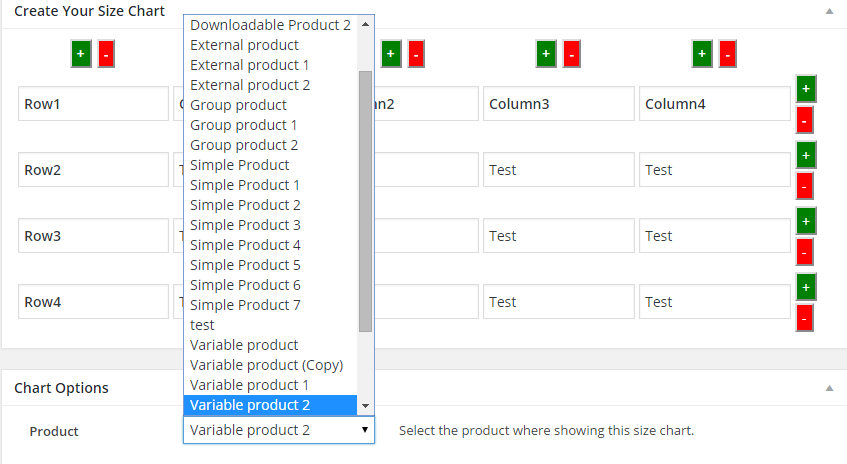 Create Your Size Chart
+ - + - + - + -
Row1 C n2 Column3 Column4 + -
Row2 T Test Test + -
Row3 T Test Test + -
Row4 T Test Test + -
Downloadable Product 2
External product
External product 1
External product 2
Group product
Group product 1
Group product 2
Simple Product
Simple Product 1
Simple Product 2
Simple Product 3
Simple Product 4
Simple Product 5
Simple Product 6
Simple Product 7
test
Variable product
Variable product (Copy)
Variable product 1
Variable product 2
Chart Options
Product Variable product 2 Select the product where showing this size chart.